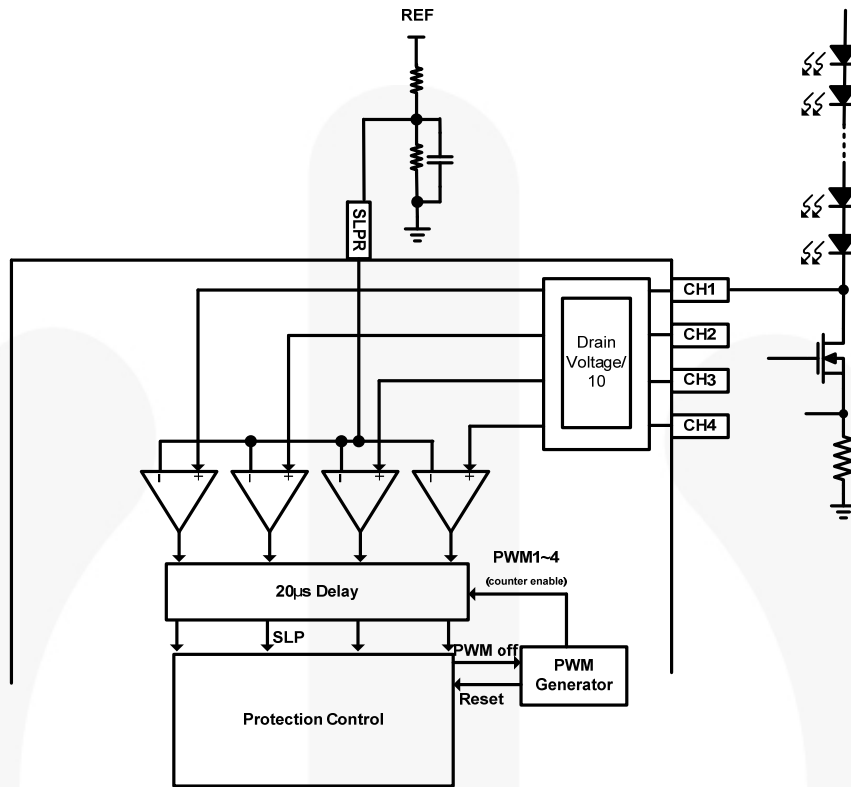 REF
SLPR
CH1
CH2
CH3
CH4
Drain
Voltage/
10
– +
– +
– +
– +
PWM1~4
(counter enable)
20µs Delay
SLP
PWM off
PWM
Generator
Reset
Protection Control